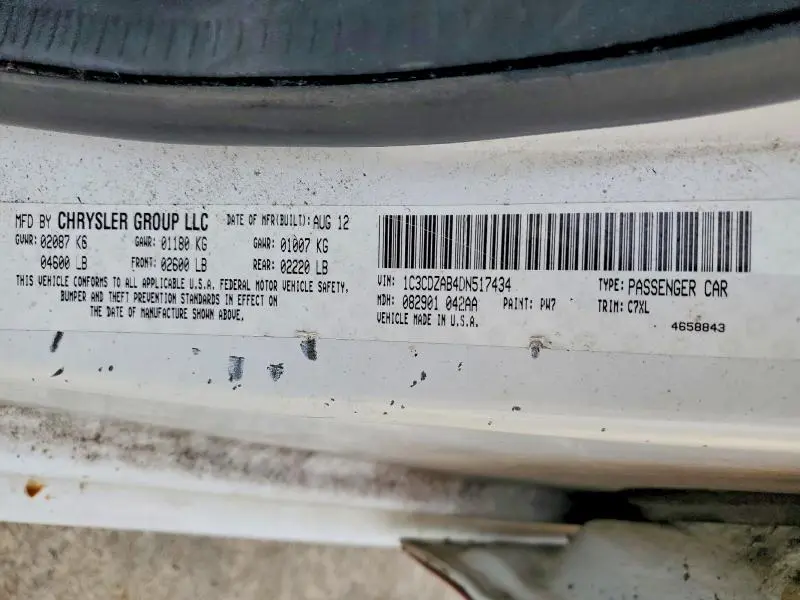 MFD BY CHRYSLER GROUP LLC DATE OF MFR(BUILT): AUG 12
GVWR: 02087 KG GAWR: 01180 KG GAWR: 01007 KG
04600 LB FRONT: 02600 LB REAR: 02220 LB
THIS VEHICLE CONFORMS TO ALL APPLICABLE U.S.A. FEDERAL MOTOR VEHICLE SAFETY,
BUMPER AND THEFT PREVENTION STANDARDS IN EFFECT ON
THE DATE OF MANUFACTURE SHOWN ABOVE.
VIN: 1C3CDZAB4DN517434 TYPE: PASSENGER CAR
MDH: 082901 042AA PAINT: PW7 TRIM: C7XL
VEHICLE MADE IN U.S.A.
4658843